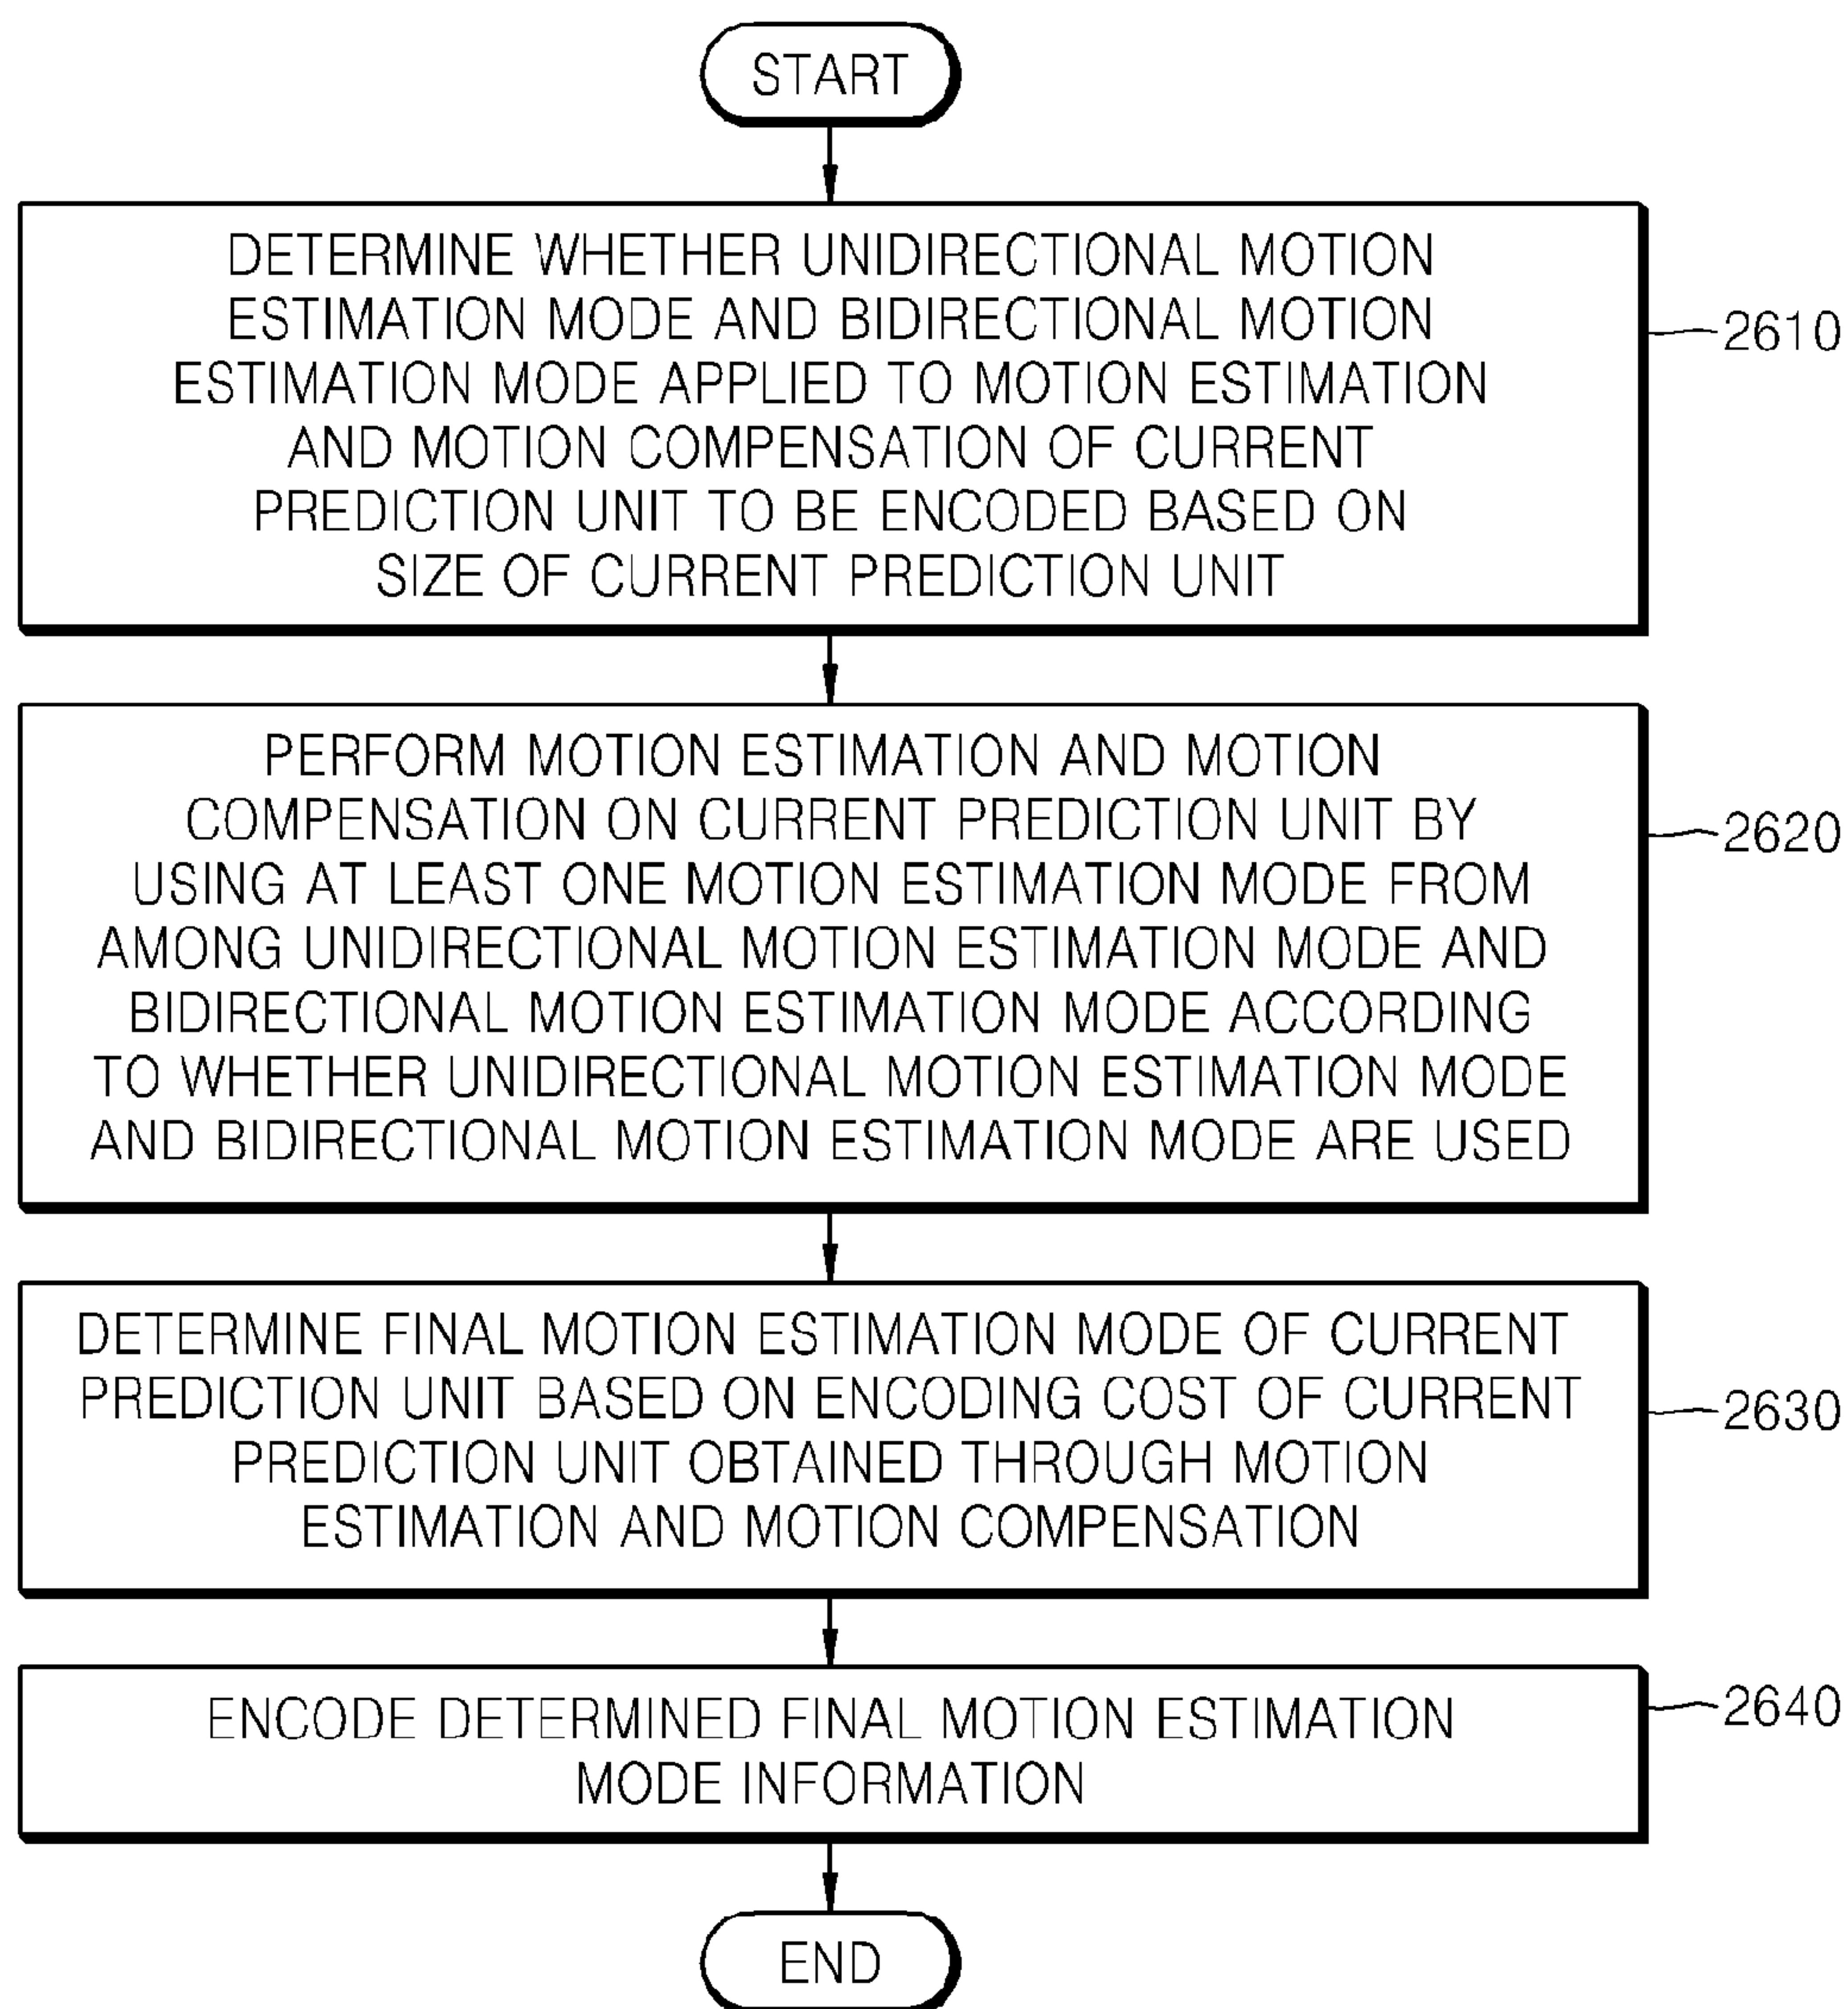 START
DETERMINE WHETHER UNIDIRECTIONAL MOTION
ESTIMATION MODE AND BIDIRECTIONAL MOTION
ESTIMATION MODE APPLIED TO MOTION ESTIMATION
AND MOTION COMPENSATION OF CURRENT
PREDICTION UNIT TO BE ENCODED BASED ON
SIZE OF CURRENT PREDICTION UNIT
2610
PERFORM MOTION ESTIMATION AND MOTION
COMPENSATION ON CURRENT PREDICTION UNIT BY
USING AT LEAST ONE MOTION ESTIMATION MODE FROM
AMONG UNIDIRECTIONAL MOTION ESTIMATION MODE AND
BIDIRECTIONAL MOTION ESTIMATION MODE ACCORDING
TO WHETHER UNIDIRECTIONAL MOTION ESTIMATION MODE
AND BIDIRECTIONAL MOTION ESTIMATION MODE ARE USED
2620
DETERMINE FINAL MOTION ESTIMATION MODE OF CURRENT
PREDICTION UNIT BASED ON ENCODING COST OF CURRENT
PREDICTION UNIT OBTAINED THROUGH MOTION
ESTIMATION AND MOTION COMPENSATION
2630
ENCODE DETERMINED FINAL MOTION ESTIMATION
MODE INFORMATION
2640
END